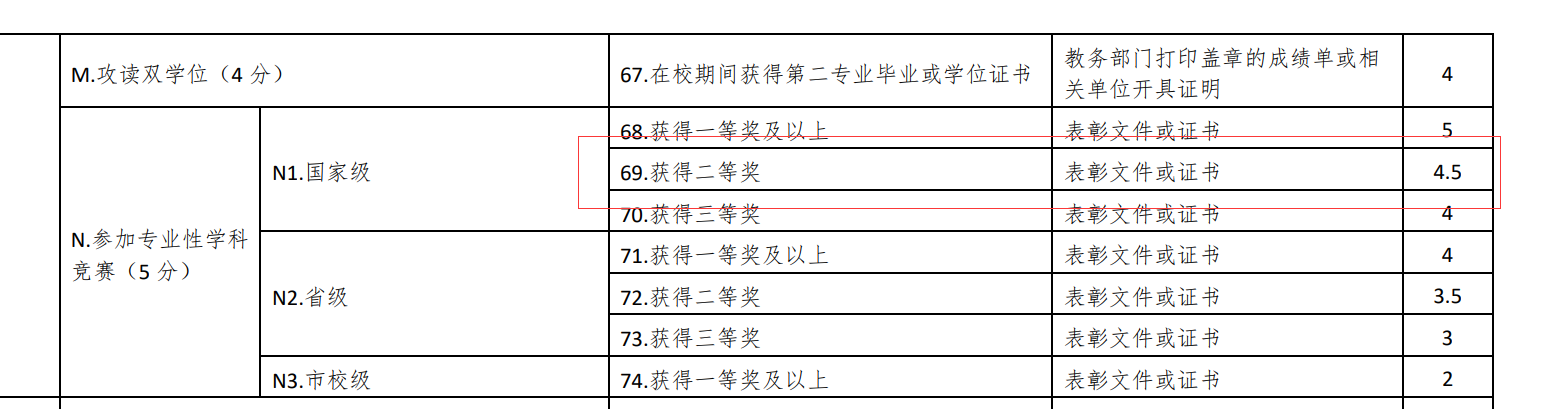 M.攻读双学位（4 分）
67.在校期间获得第二专业毕业或学位证书
教务部门打印盖章的成绩单或相
关单位开具证明
4
N.参加专业性学科
竞赛（5 分）
N1.国家级
68.获得一等奖及以上
表彰文件或证书
5
69.获得二等奖
表彰文件或证书
4.5
70.获得三等奖
表彰文件或证书
4
N2.省级
71.获得一等奖及以上
表彰文件或证书
4
72.获得二等奖
表彰文件或证书
3.5
73.获得三等奖
表彰文件或证书
3
N3.市校级
74.获得一等奖及以上
表彰文件或证书
2